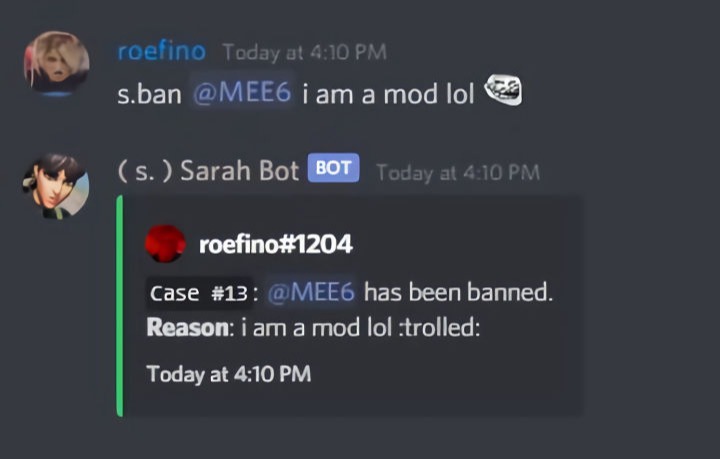 roefino Today at 4:10 PM
s.ban @MEE6 i am a mod lol
( s. ) Sarah Bot BOT Today at 4:10 PM
roefino#1204
Case #13: @MEE6 has been banned.
Reason: i am a mod lol :trolled:
Today at 4:10 PM